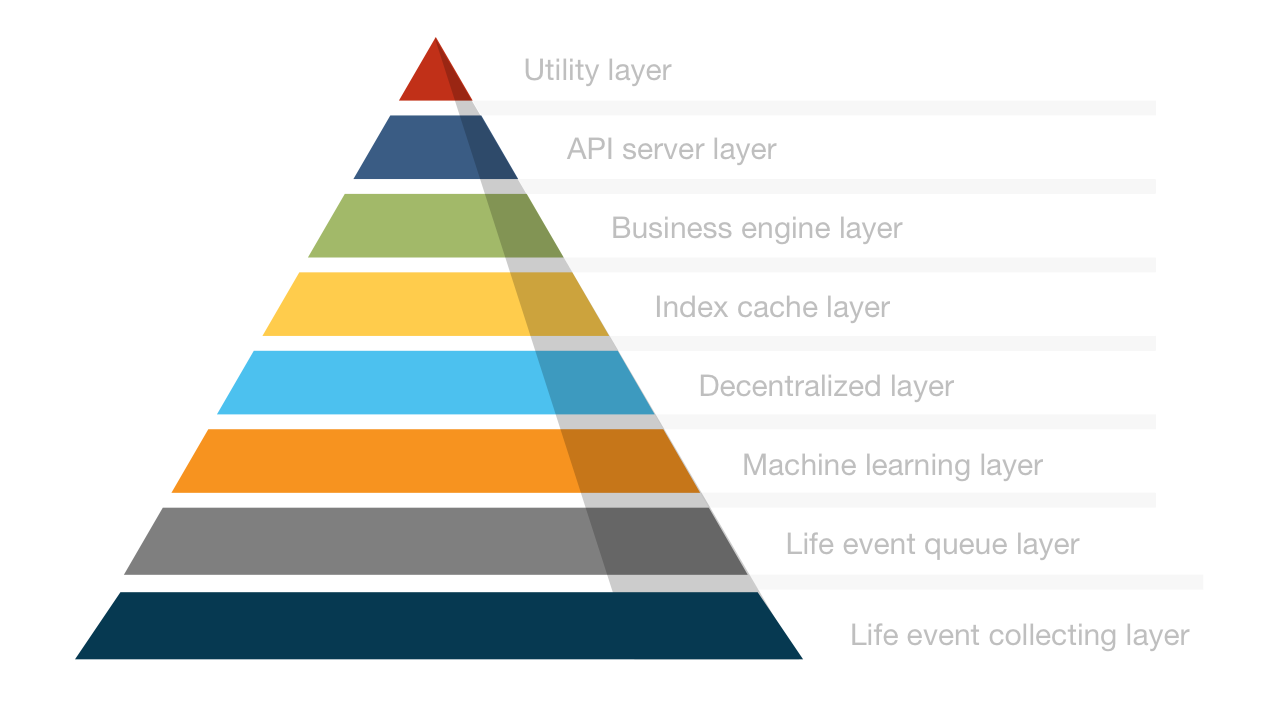 Utility layer
API server layer
Business engine layer
Index cache layer
Decentralized layer
Machine learning layer
Life event queue layer
Life event collecting layer